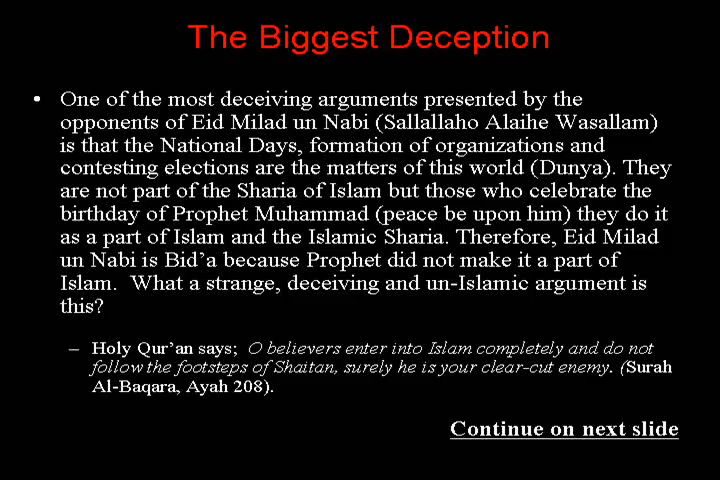 The Biggest Deception
• One of the most deceiving arguments presented by the
opponents of Eid Milad un Nabi (Sallallaho Alaihe Wasallam)
is that the National Days, formation of organizations and
contesting elections are the matters of this world (Dunya). They
are not part of the Sharia of Islam but those who celebrate the
birthday of Prophet Muhammad (peace be upon him) they do it
as a part of Islam and the Islamic Sharia. Therefore, Eid Milad
un Nabi is Bid'a because Prophet did not make it a part of
Islam.  What a strange, deceiving and un-Islamic argument is
this?
– Holy Qur'an says;  O believers enter into Islam completely and do not
follow the footsteps of Shaitan, surely he is your clear-cut enemy. (Surah
Al-Baqara, Ayah 208).
Continue on next slide